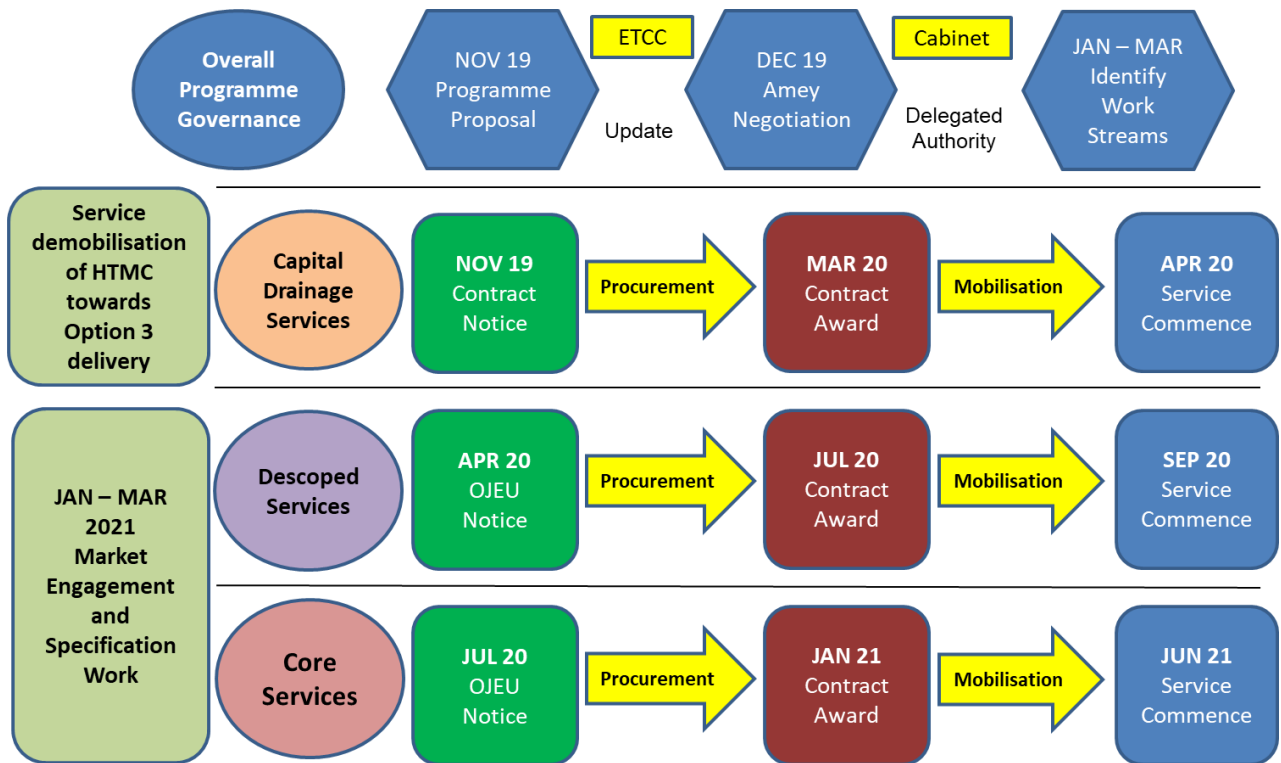 Overall
Programme
Governance
NOV 19
Programme
Proposal
ETCC
Update
DEC 19
Amey
Negotiation
Cabinet
Delegated
Authority
JAN – MAR
Identify
Work
Streams
Service
demobilisation
of HTMC
towards
Option 3
delivery
Capital
Drainage
Services
NOV 19
Contract
Notice
Procurement
MAR 20
Contract
Award
Mobilisation
APR 20
Service
Commence
JAN – MAR
2021
Market
Engagement
and
Specification
Work
Descoped
Services
APR 20
OJEU
Notice
Procurement
JUL 20
Contract
Award
Mobilisation
SEP 20
Service
Commence
Core
Services
JUL 20
OJEU
Notice
Procurement
JAN 21
Contract
Award
Mobilisation
JUN 21
Service
Commence